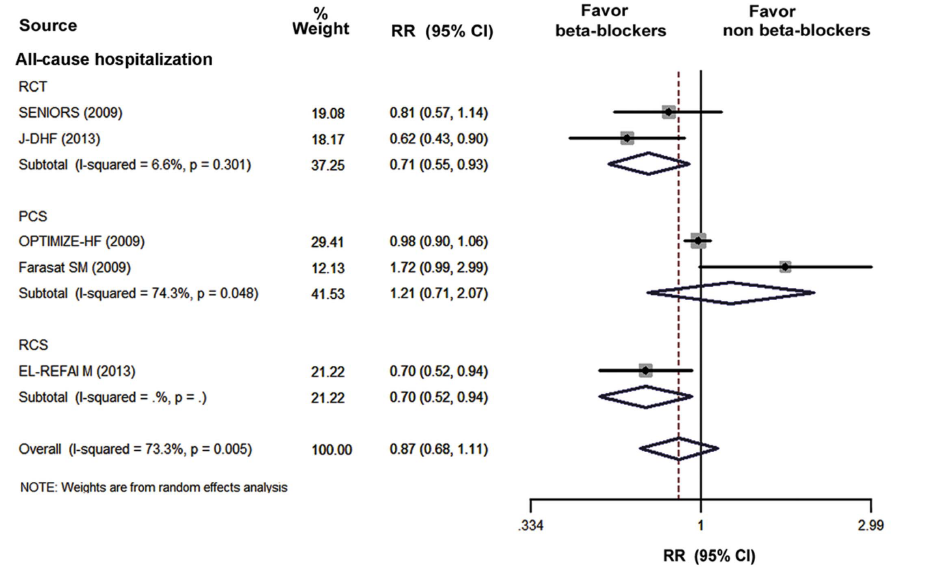 Source % Weight RR (95% CI) Favor beta-blockers Favor non beta-blockers
All-cause hospitalization
RCT
SENIORS (2009) 19.08 0.81 (0.57, 1.14)
J-DHF (2013) 18.17 0.62 (0.43, 0.90)
Subtotal (I-squared = 6.6%, p = 0.301) 37.25 0.71 (0.55, 0.93)
PCS
OPTIMIZE-HF (2009) 29.41 0.98 (0.90, 1.06)
Farasat SM (2009) 12.13 1.72 (0.99, 2.99)
Subtotal (I-squared = 74.3%, p = 0.048) 41.53 1.21 (0.71, 2.07)
RCS
EL-REFAI M (2013) 21.22 0.70 (0.52, 0.94)
Subtotal (I-squared = .%, p = .) 21.22 0.70 (0.52, 0.94)
Overall (I-squared = 73.3%, p = 0.005) 100.00 0.87 (0.68, 1.11)
NOTE: Weights are from random effects analysis
.334 1 2.99
RR (95% CI)